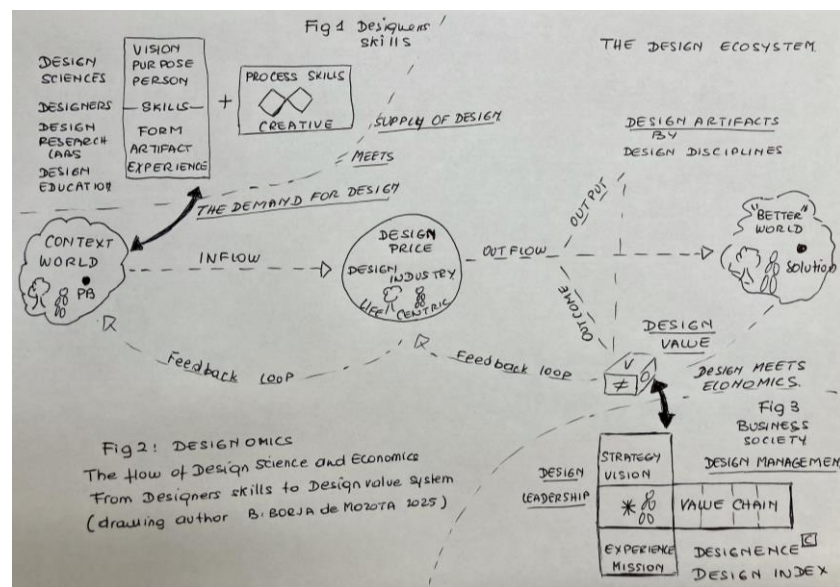 Fig 1 Designers
Skills
THE DESIGN ECOSYSTEM
DESIGN
SCIENCES
DESIGNERS
DESIGN
RESEARCH
LABS
DESIGN
EDUCATION
VISION
PURPOSE
PERSON
—SKILLS—
FORM
ARTIFACT
EXPERIENCE
+
PROCESS SKILLS
CREATIVE
SUPPLY OF DESIGN
MEETS
THE DEMAND FOR DESIGN
DESIGN ARTIFACTS
BY
DESIGN DISCIPLINES
CONTEXT
WORLD
PB
INFLOW
DESIGN
PRICE
DESIGN INDUSTRY
LIFE CENTRIC
OUTFLOW
OUTPUT
OUTCOME
"BETTER"
WORLD
SOLUTION
Feedback LOOP
Feedback LOOP
DESIGN
VALUE
V
≠
O
DESIGN MEETS
ECONOMICS.
Fig 3
BUSINESS
SOCIETY
DESIGN MANAGEMENT
Fig 2: DESIGNOMICS
The flow of Design Science and Economics
From Designers skills to Design value system
(drawing author B. BORJA de MOZOTA 2025)
DESIGN
LEADERSHIP
STRATEGY
VISION
*
VALUE CHAIN
EXPERIENCE
MISSION
DESIGNENCE C
DESIGN INDEX